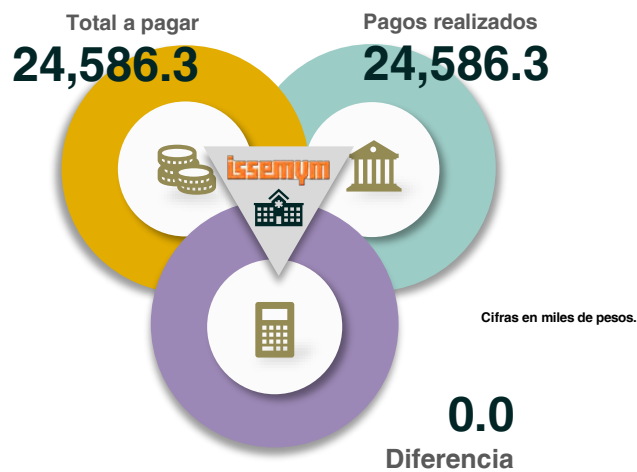 Total a pagar
24,586.3
Pagos realizados
24,586.3
issemym
Cifras en miles de pesos.
0.0
Diferencia